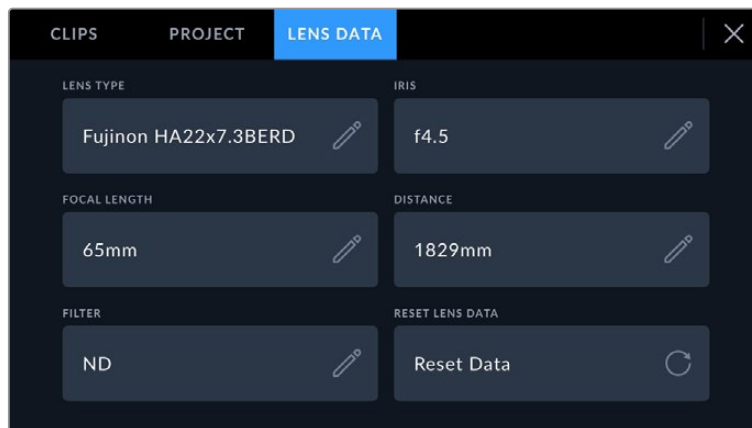 CLIPS PROJECT LENS DATA
LENS TYPE IRIS
Fujinon HA22x7.3BERD f4.5
FOCAL LENGTH DISTANCE
65mm 1829mm
FILTER RESET LENS DATA
ND Reset Data